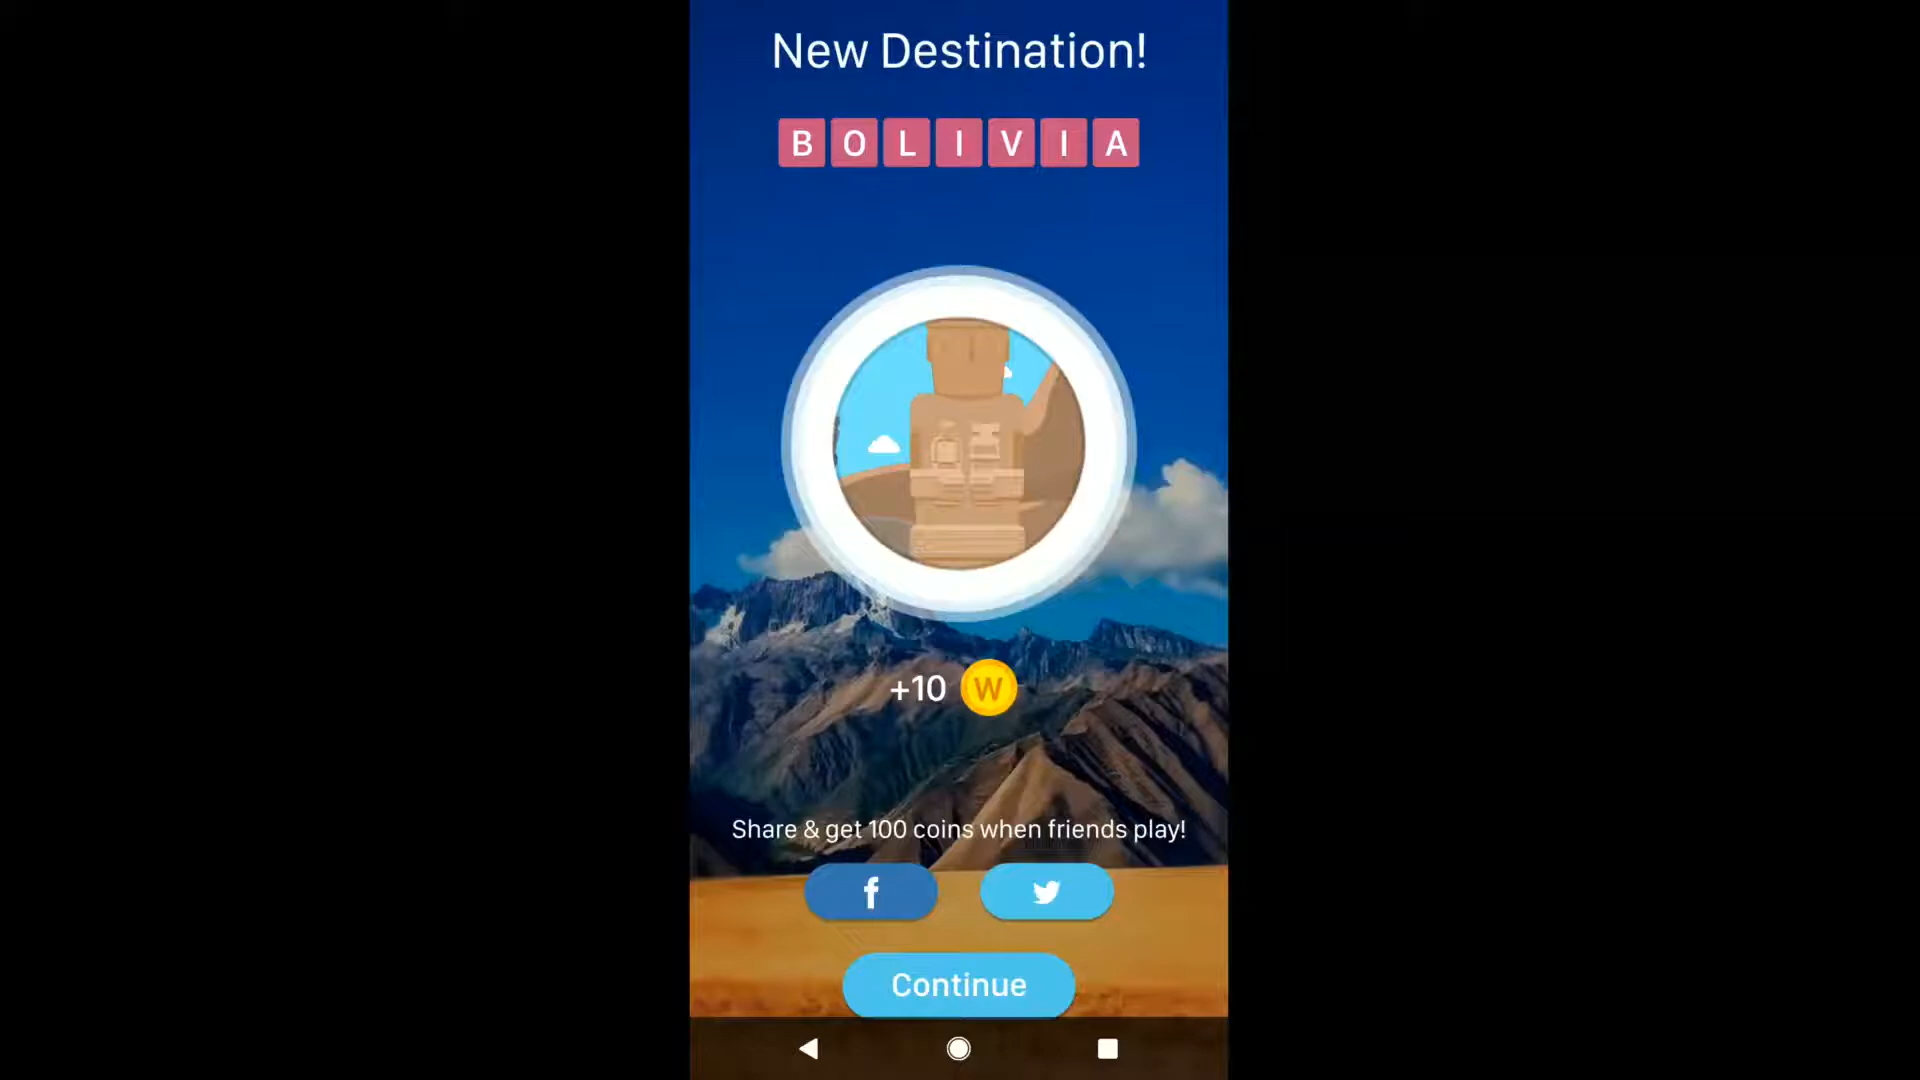 New Destination!
BOLIVIA
+10 W
Share & get 100 coins when friends play!
f
Continue